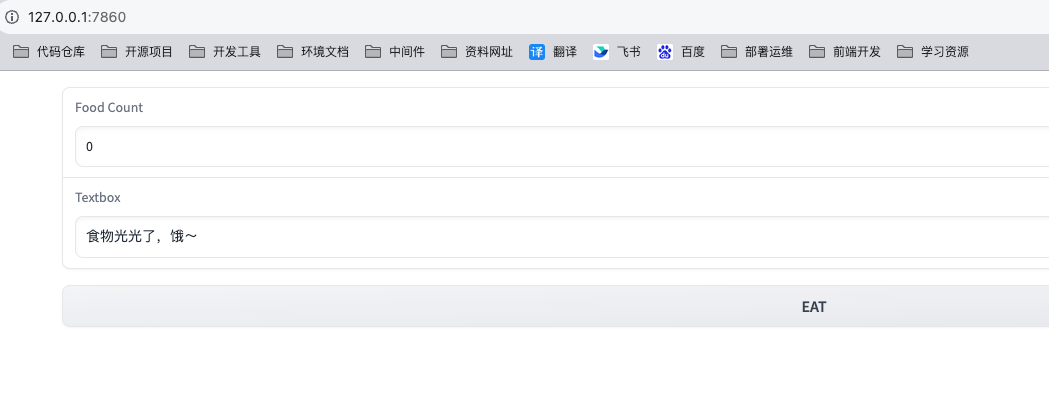 127.0.0.1:7860
代码仓库 开源项目 开发工具 环境文档 中间件 资料网址 译 翻译 飞书 百度 部署运维 前端开发 学习资源
Food Count
0
Textbox
食物光光了，饿～
EAT